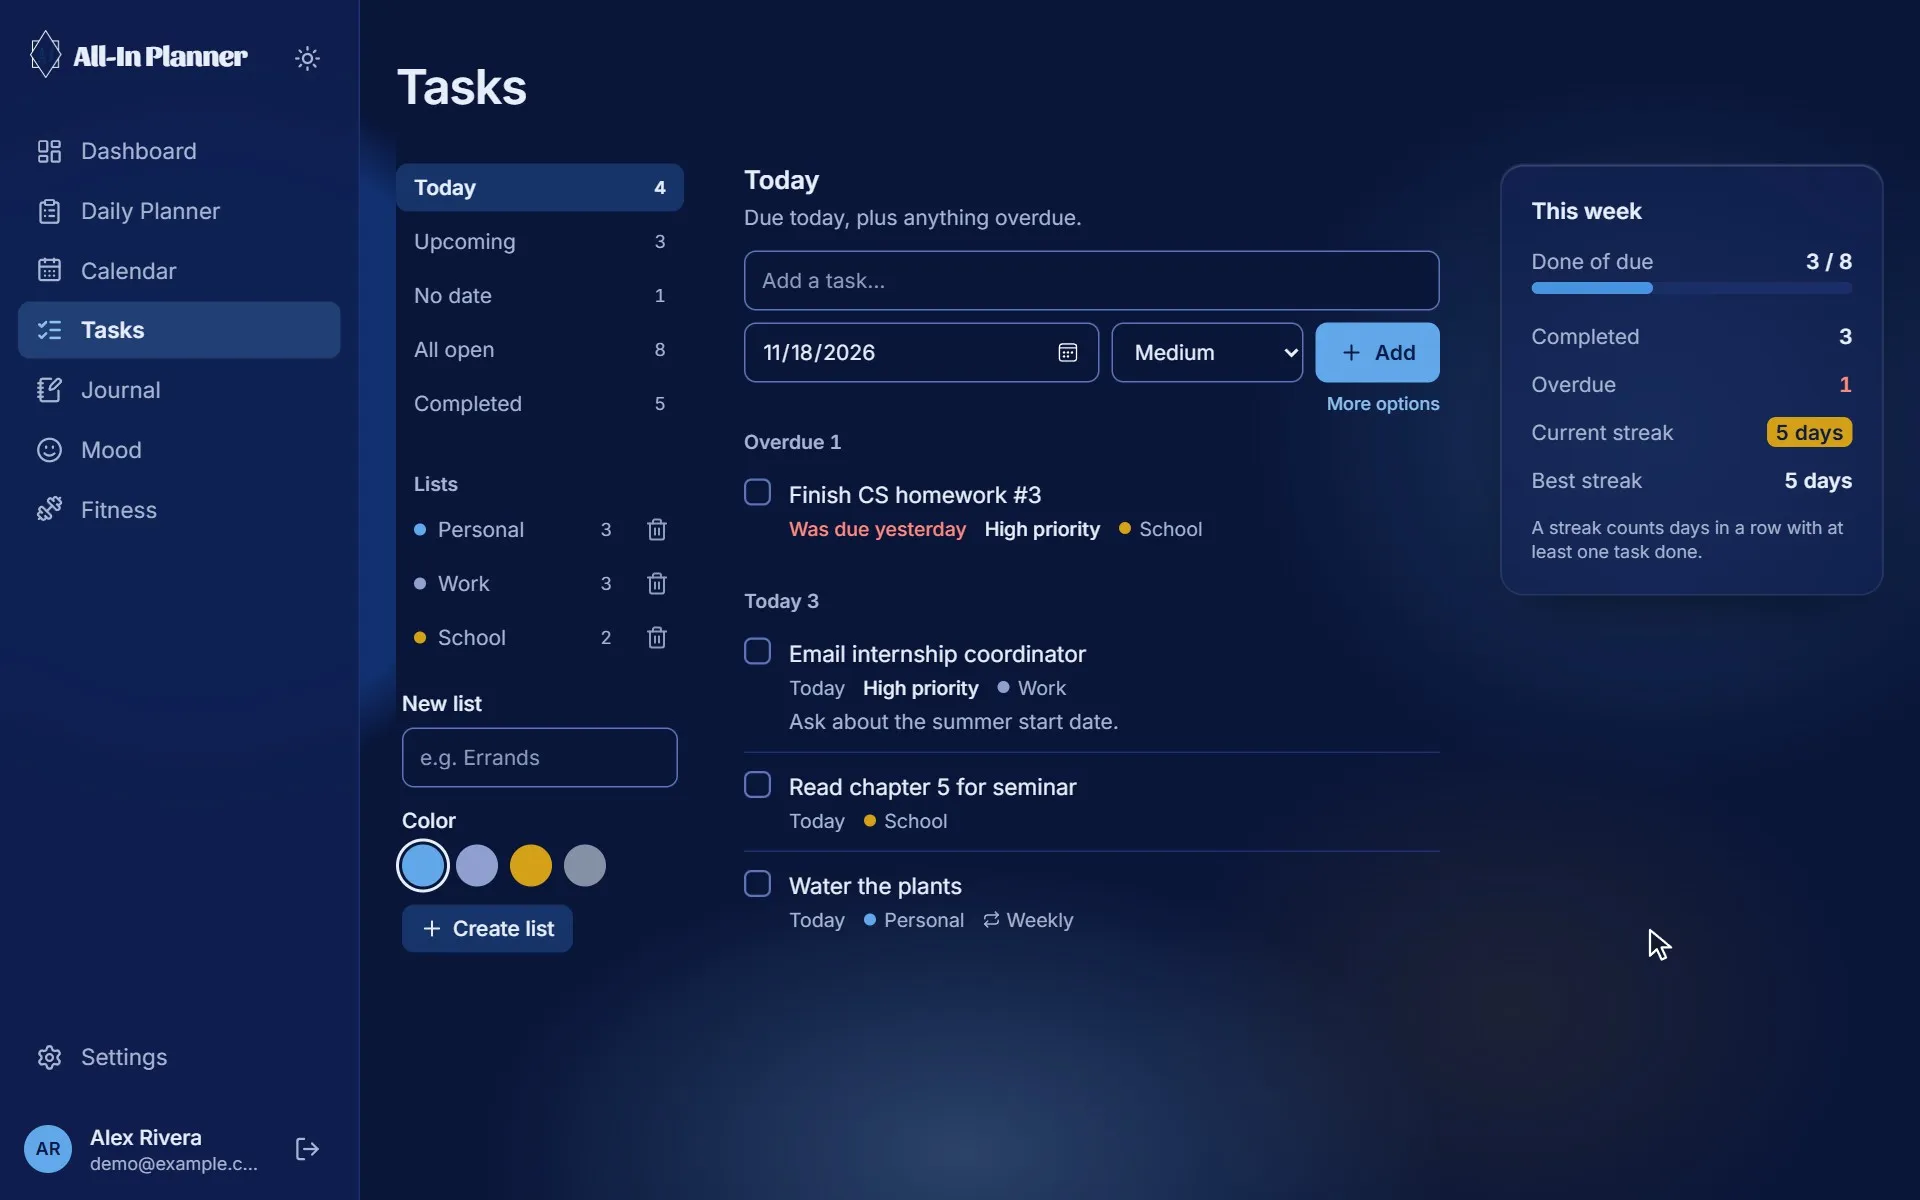 All-In Planner
Dashboard
Daily Planner
Calendar
Tasks
Journal
Mood
Fitness
Settings
AR
Alex Rivera
demo@example.c...
Tasks
Today 4
Upcoming 3
No date 1
All open 8
Completed 5
Lists
Personal 3
Work 3
School 2
New list
e.g. Errands
Color
+ Create list
Today
Due today, plus anything overdue.
Add a task...
11/18/2026 Medium + Add
More options
Overdue 1
Finish CS homework #3
Was due yesterday High priority School
Today 3
Email internship coordinator
Today High priority Work
Ask about the summer start date.
Read chapter 5 for seminar
Today School
Water the plants
Today Personal Weekly
This week
Done of due 3 / 8
Completed 3
Overdue 1
Current streak 5 days
Best streak 5 days
A streak counts days in a row with at
least one task done.